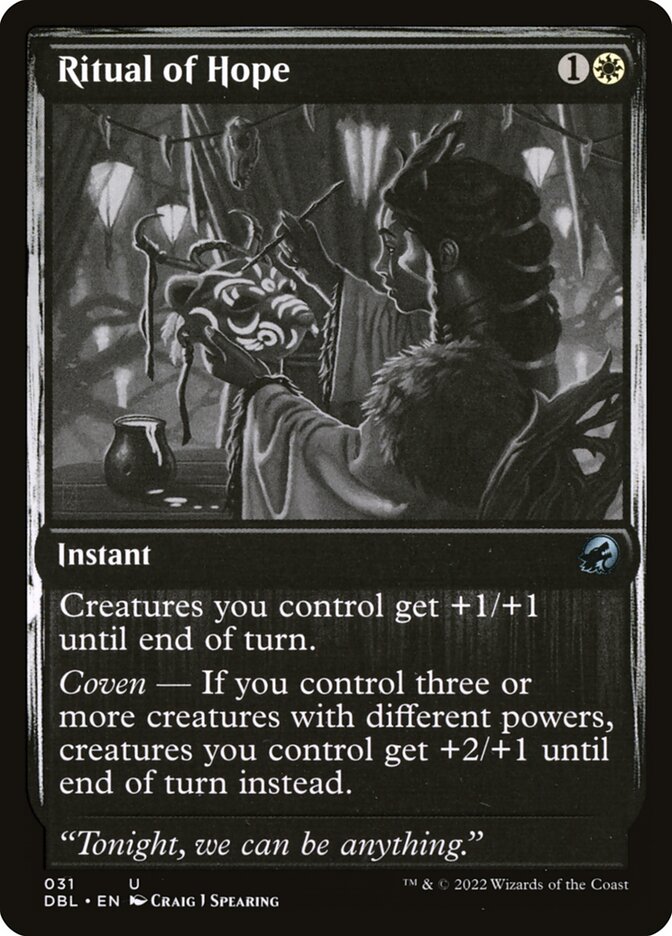 Ritual of Hope 1
Instant
Creatures you control get +1/+1
until end of turn.
Coven — If you control three or
more creatures with different powers,
creatures you control get +2/+1 until
end of turn instead.
“Tonight, we can be anything.”
031 U
DBL • EN CRAIG J SPEARING
™ & © 2022 Wizards of the Coast